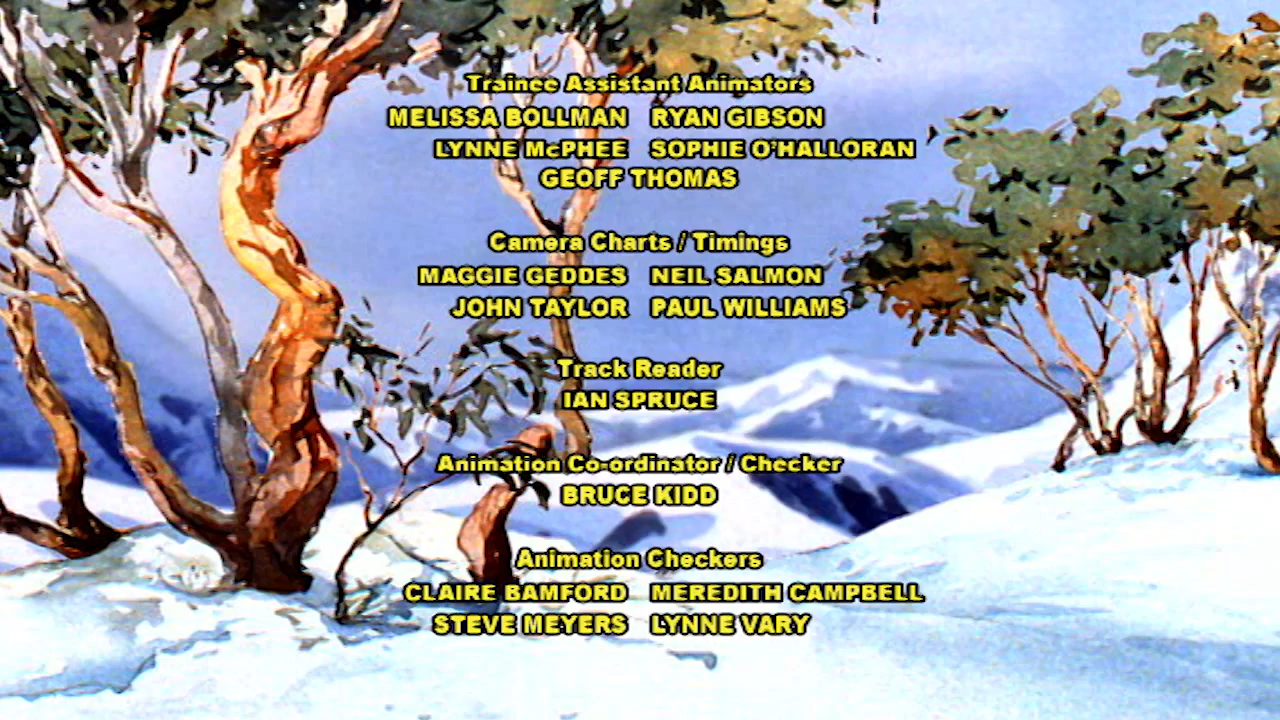 Trainee Assistant Animators
MELISSA BOLLMAN RYAN GIBSON
LYNNE McPHEE SOPHIE O'HALLORAN
GEOFF THOMAS
Camera Charts / Timings
MAGGIE GEDDES NEIL SALMON
JOHN TAYLOR PAUL WILLIAMS
Track Reader
IAN SPRUCE
Animation Co-ordinator / Checker
BRUCE KIDD
Animation Checkers
CLAIRE BAMFORD MEREDITH CAMPBELL
STEVE MEYERS LYNNE VARY